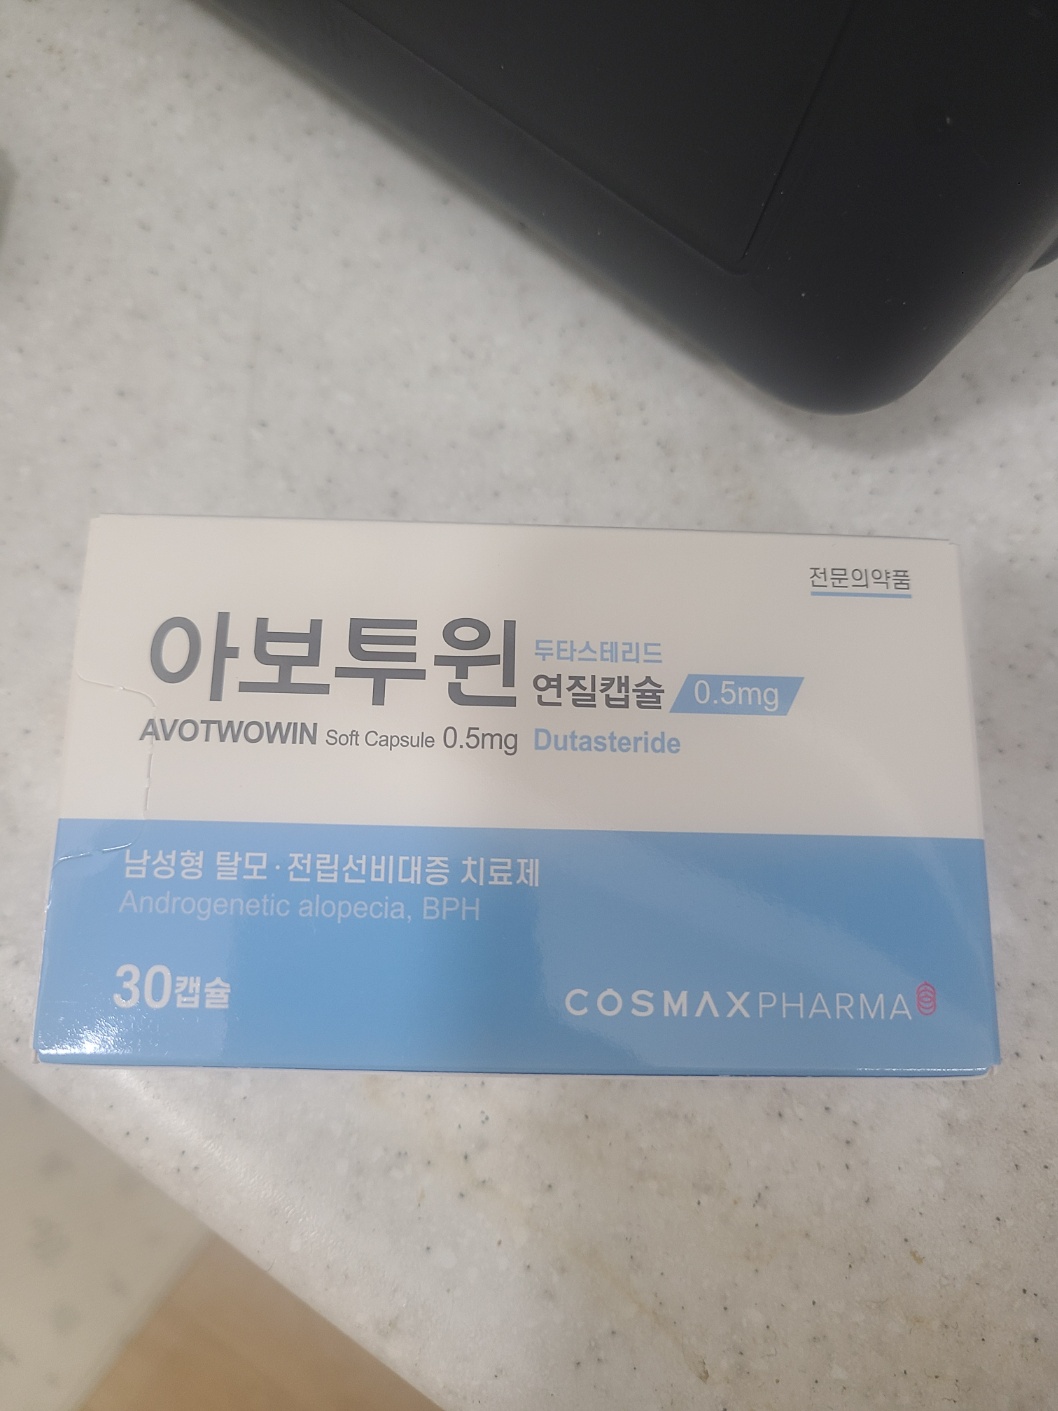 전문의약품
아보투윈 두타스테리드 연질캡슐 0.5mg
AVOTWOWIN Soft Capsule 0.5mg Dutasteride
남성형 탈모·전립선비대증 치료제
Androgenetic alopecia, BPH
30캡슐
COSMAXPHARMA